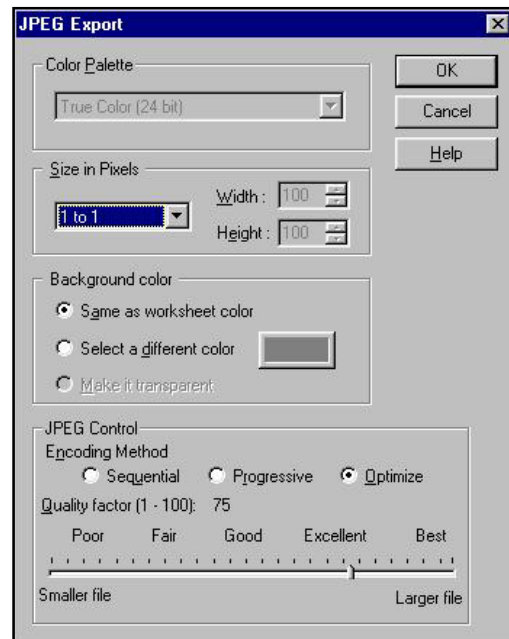 JPEG Export
Color Palette
True Color (24 bit)
OK
Cancel
Help
Size in Pixels
1 to 1
Width : 100
Height : 100
Background color
Same as worksheet color
Select a different color
Make it transparent
JPEG Control
Encoding Method
Sequential Progressive Optimize
Quality factor (1 - 100): 75
Poor Fair Good Excellent Best
Smaller file Larger file